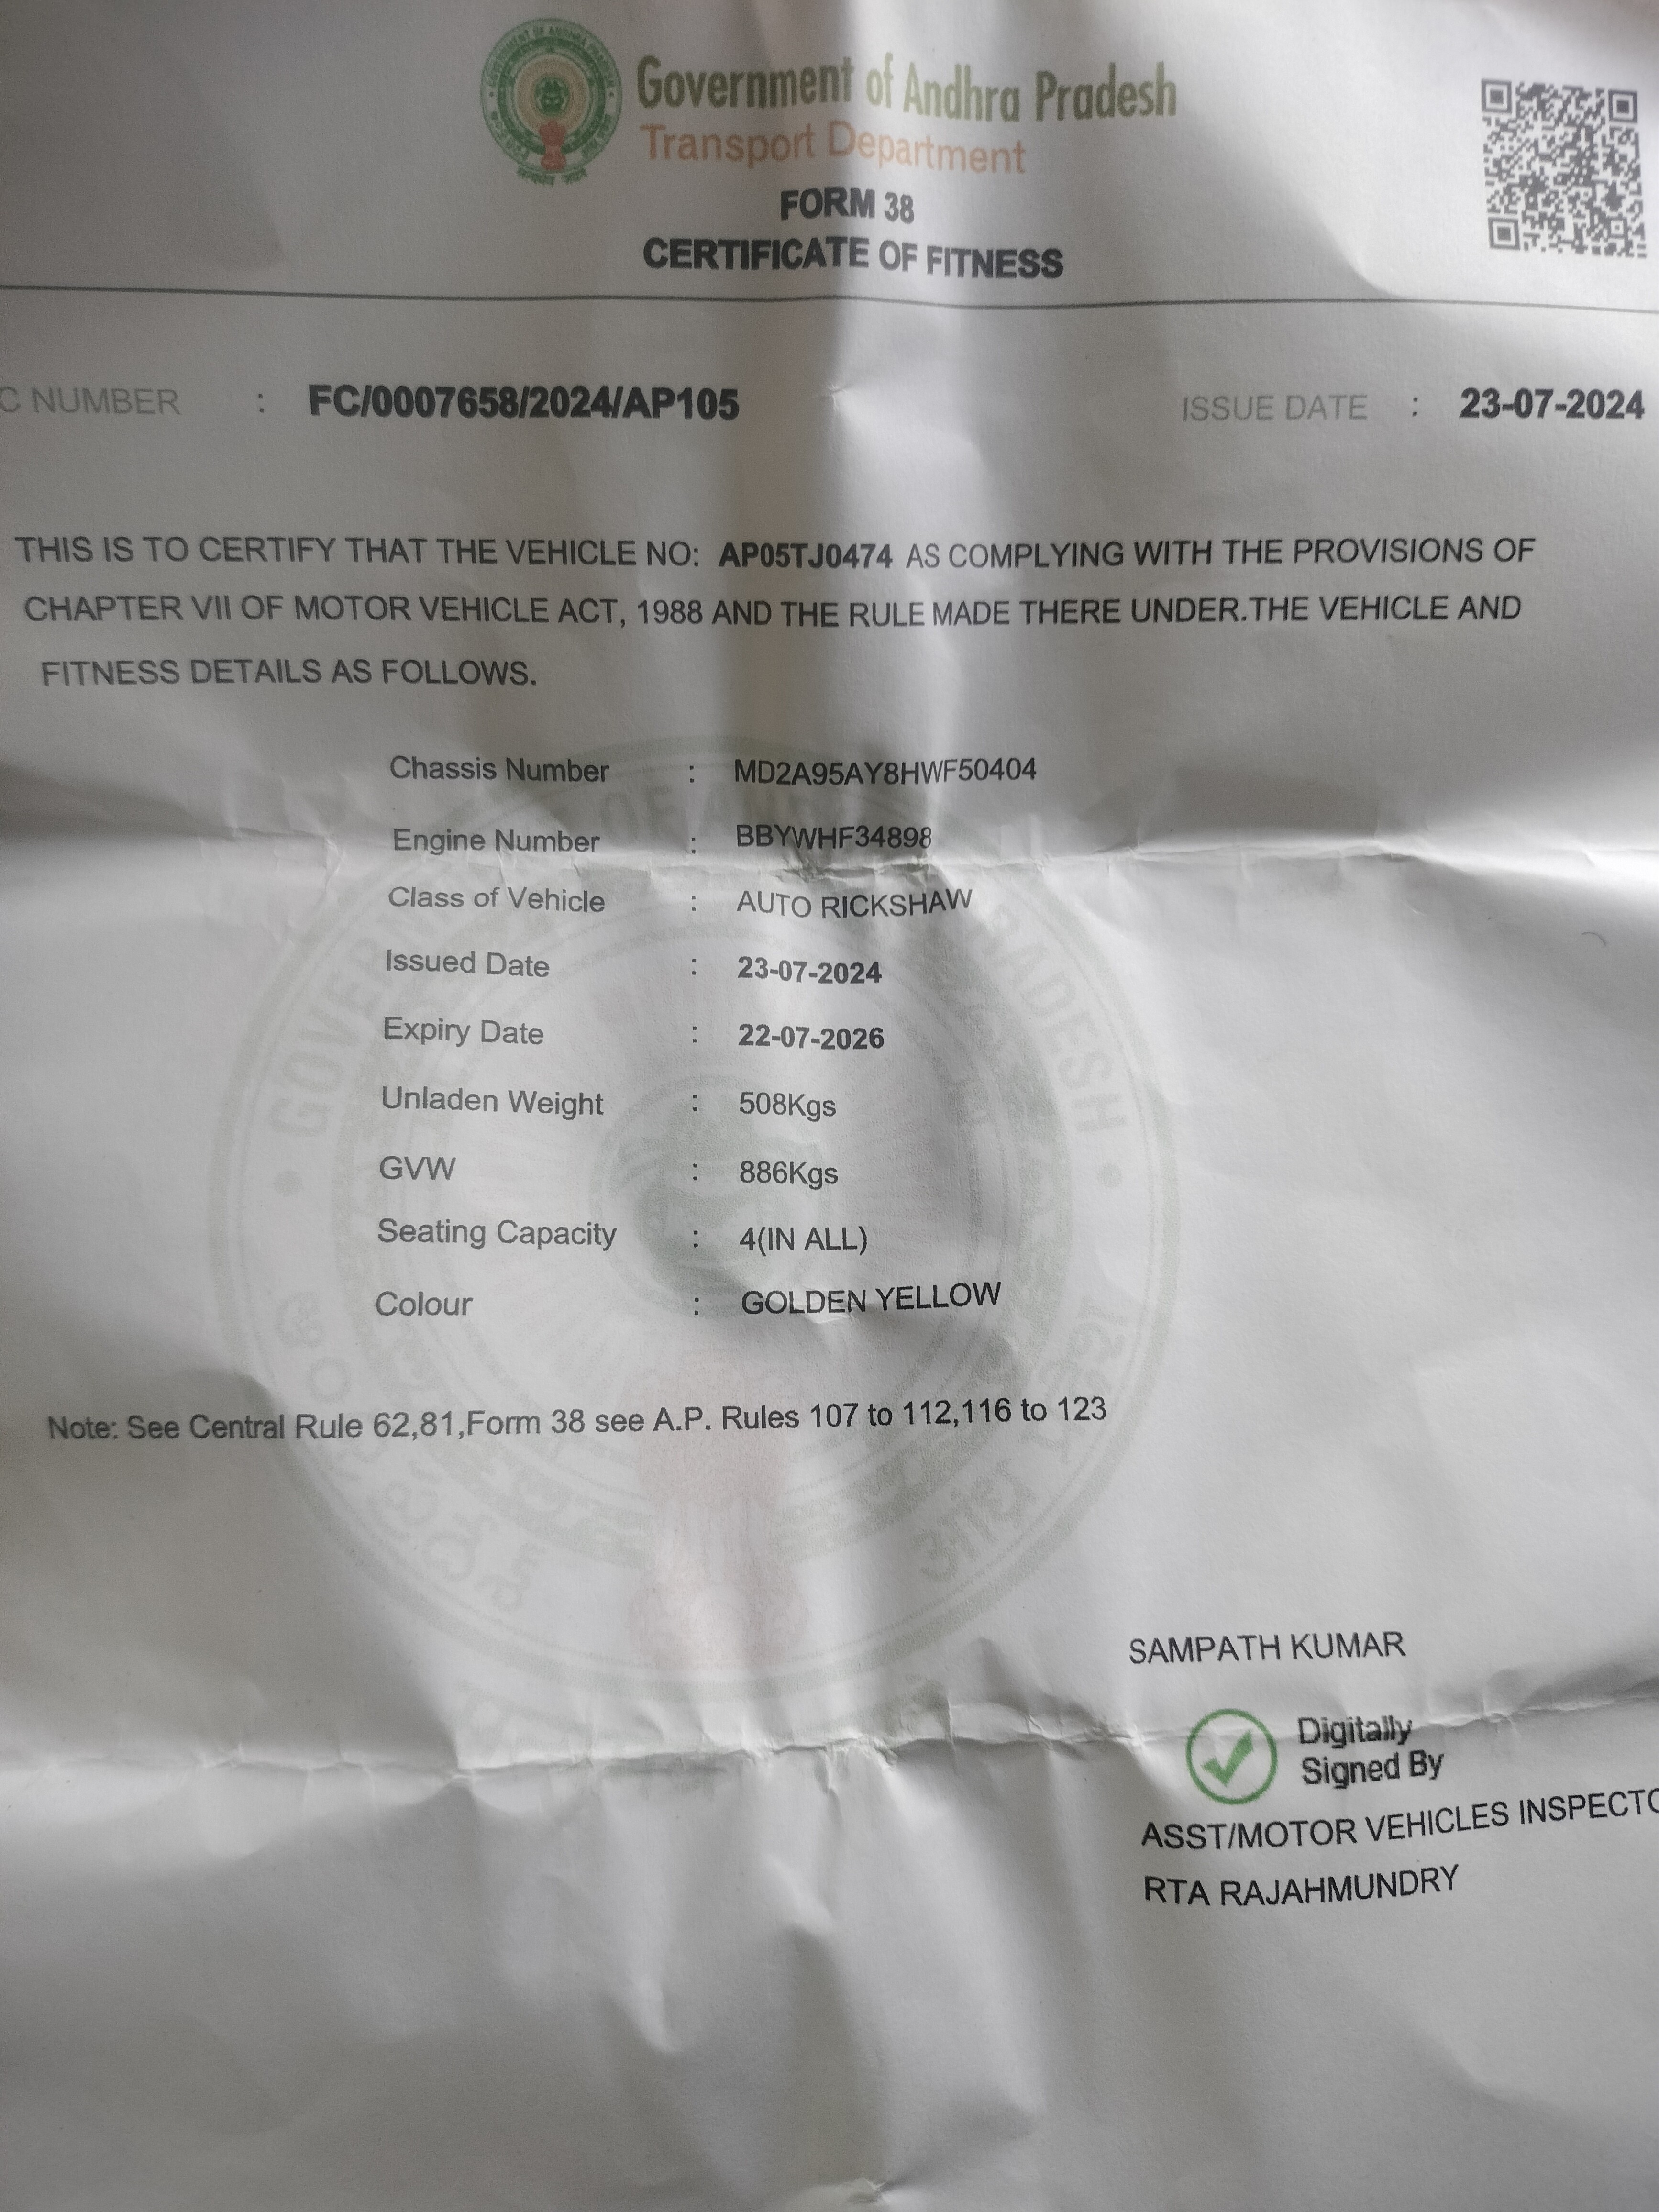 Government of Andhra Pradesh
Transport Department
FORM 38
CERTIFICATE OF FITNESS
C NUMBER : FC/0007658/2024/AP105 ISSUE DATE : 23-07-2024
THIS IS TO CERTIFY THAT THE VEHICLE NO: AP05TJ0474 AS COMPLYING WITH THE PROVISIONS OF
CHAPTER VII OF MOTOR VEHICLE ACT, 1988 AND THE RULE MADE THERE UNDER.THE VEHICLE AND
FITNESS DETAILS AS FOLLOWS.
Chassis Number : MD2A95AY8HWF50404
Engine Number : BBYWHF34898
Class of Vehicle : AUTO RICKSHAW
Issued Date : 23-07-2024
Expiry Date : 22-07-2026
Unladen Weight : 508Kgs
GVW : 886Kgs
Seating Capacity : 4(IN ALL)
Colour : GOLDEN YELLOW
Note: See Central Rule 62,81,Form 38 see A.P. Rules 107 to 112,116 to 123
SAMPATH KUMAR
Digitally
Signed By
ASST/MOTOR VEHICLES INSPECTO
RTA RAJAHMUNDRY